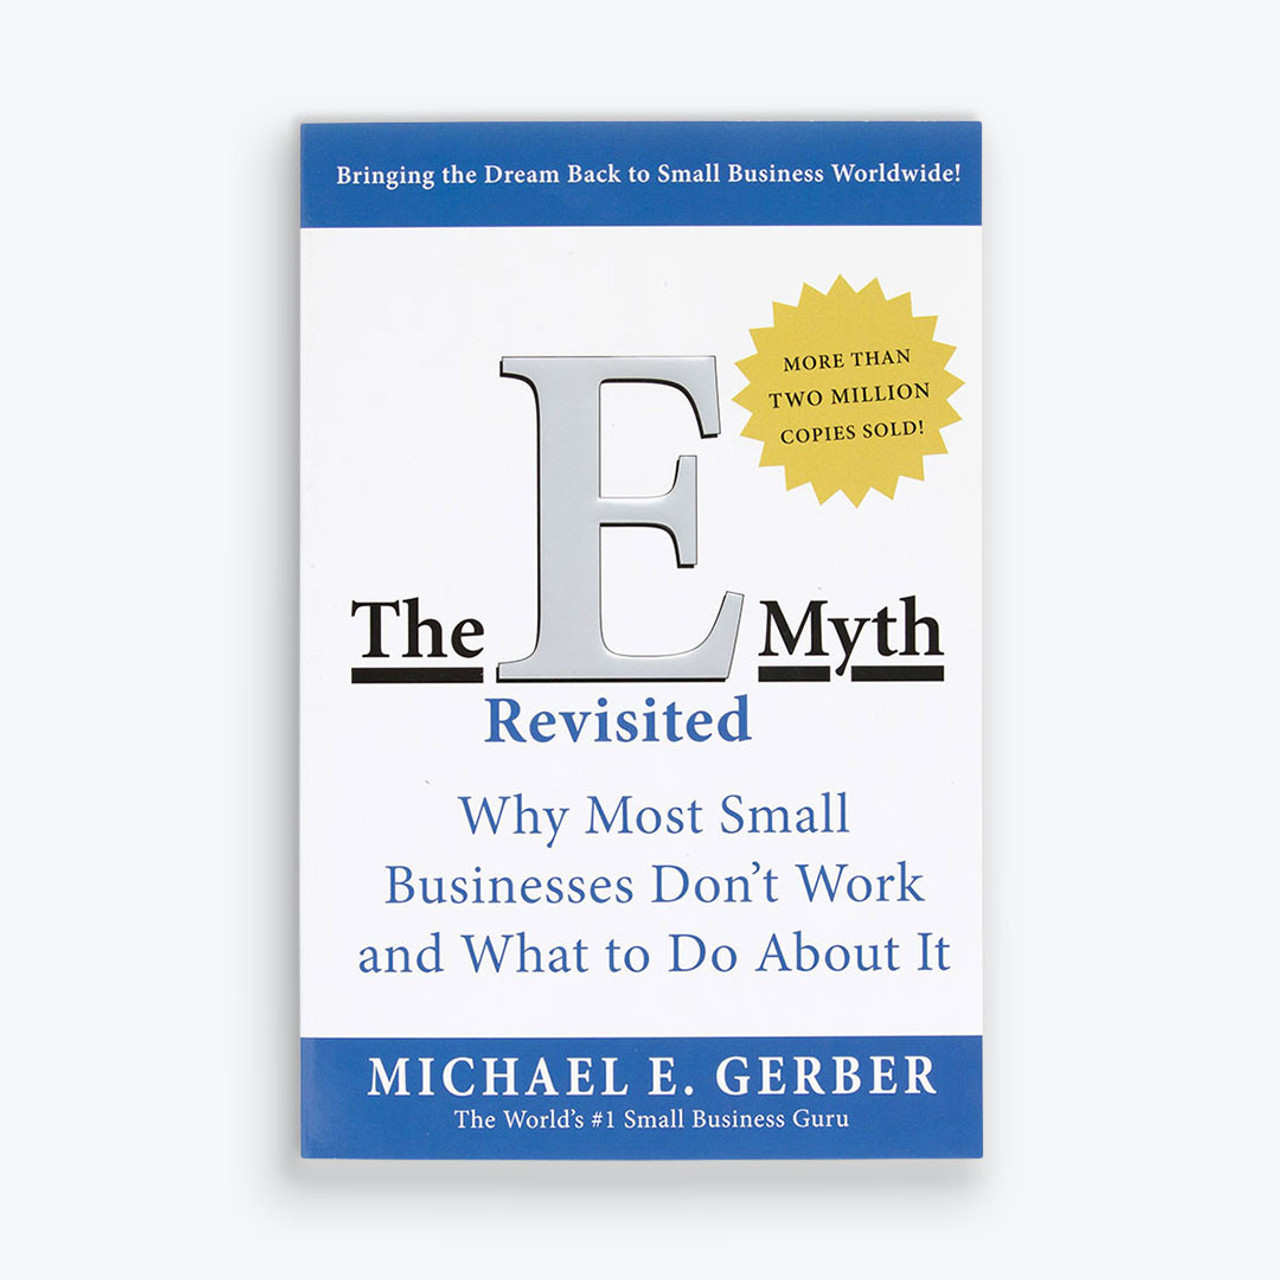 Bringing the Dream Back to Small Business Worldwide!
MORE THAN
TWO MILLION
COPIES SOLD!
The E Myth
Revisited
Why Most Small
Businesses Don't Work
and What to Do About It
MICHAEL E. GERBER
The World's #1 Small Business Guru